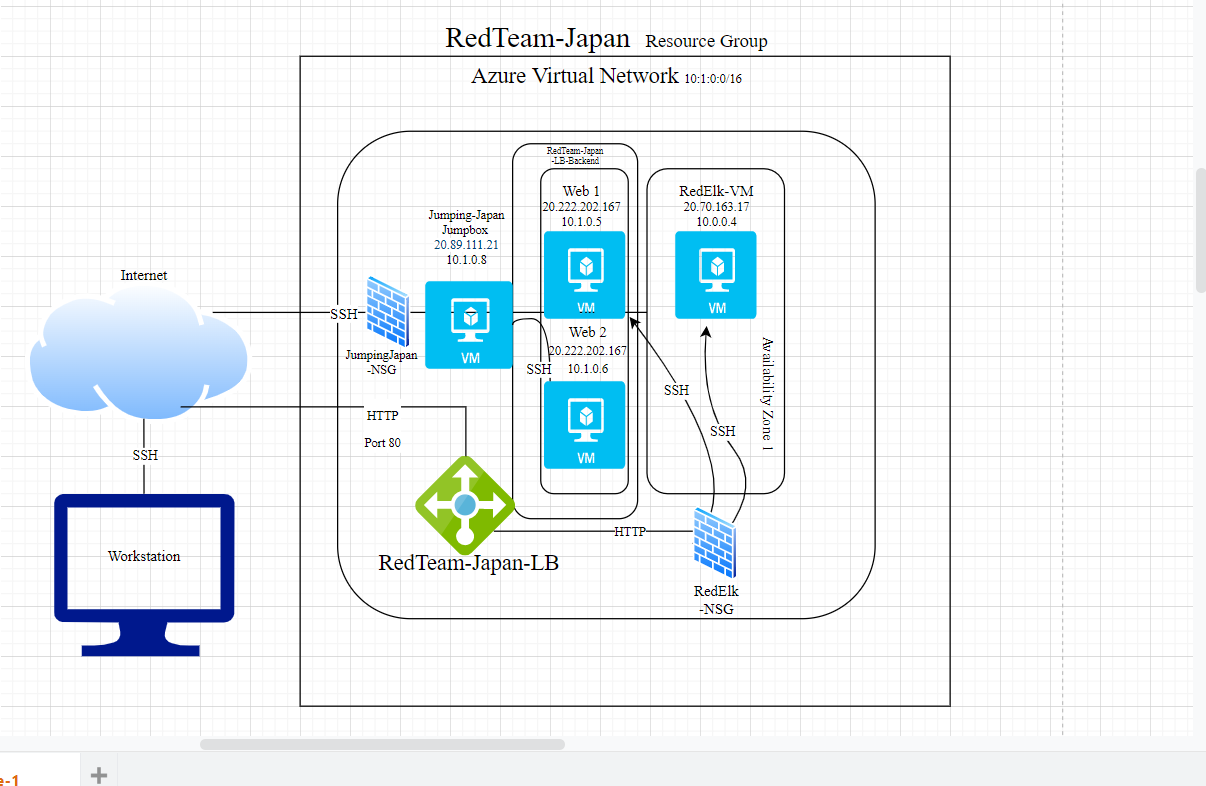 RedTeam-Japan Resource Group
Azure Virtual Network 10:1:0:0/16
RedTeam-Japan
-LB-Backend
Web 1
20.222.202.167
10.1.0.5
VM
RedElk-VM
20.70.163.17
10.0.0.4
VM
Jumping-Japan
Jumpbox
20.89.111.21
10.1.0.8
VM
Internet
SSH
JumpingJapan
-NSG
Web 2
20.222.202.167
10.1.0.6
VM
SSH
SSH
SSH
Availability Zone 1
HTTP
Port 80
SSH
Workstation
RedTeam-Japan-LB
HTTP
RedElk
-NSG
e-1